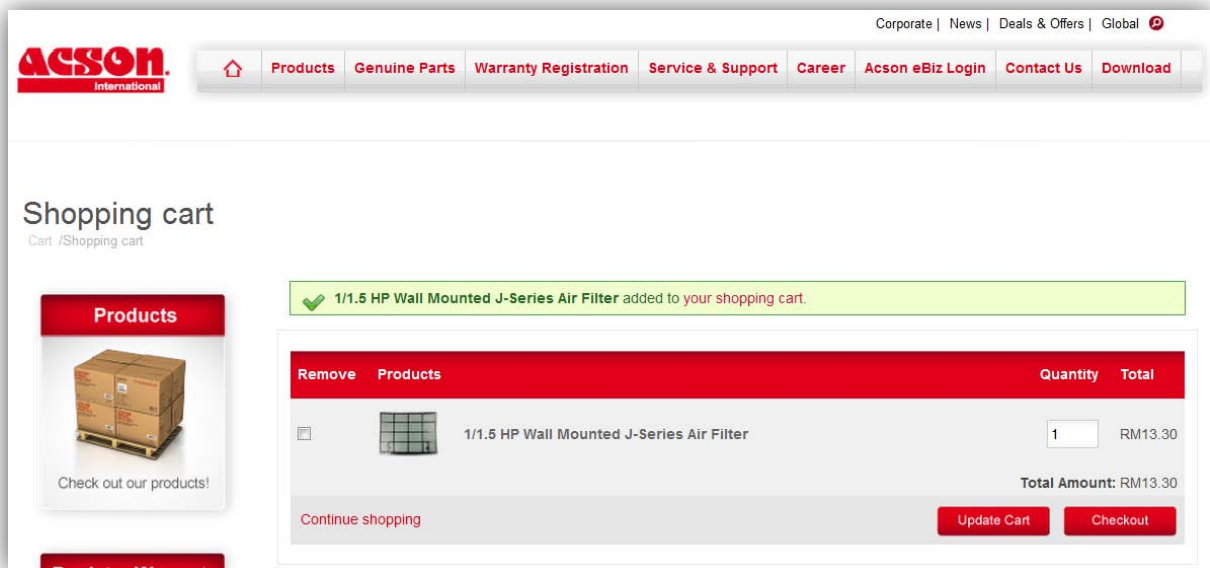 Corporate | News | Deals & Offers | Global
ACSON.
International
Products Genuine Parts Warranty Registration Service & Support Career Acson eBiz Login Contact Us Download
Shopping cart
Cart /Shopping cart
Products
Check out our products!
1/1.5 HP Wall Mounted J-Series Air Filter added to your shopping cart.
Remove Products Quantity Total
1/1.5 HP Wall Mounted J-Series Air Filter 1 RM13.30
Total Amount: RM13.30
Continue shopping Update Cart Checkout